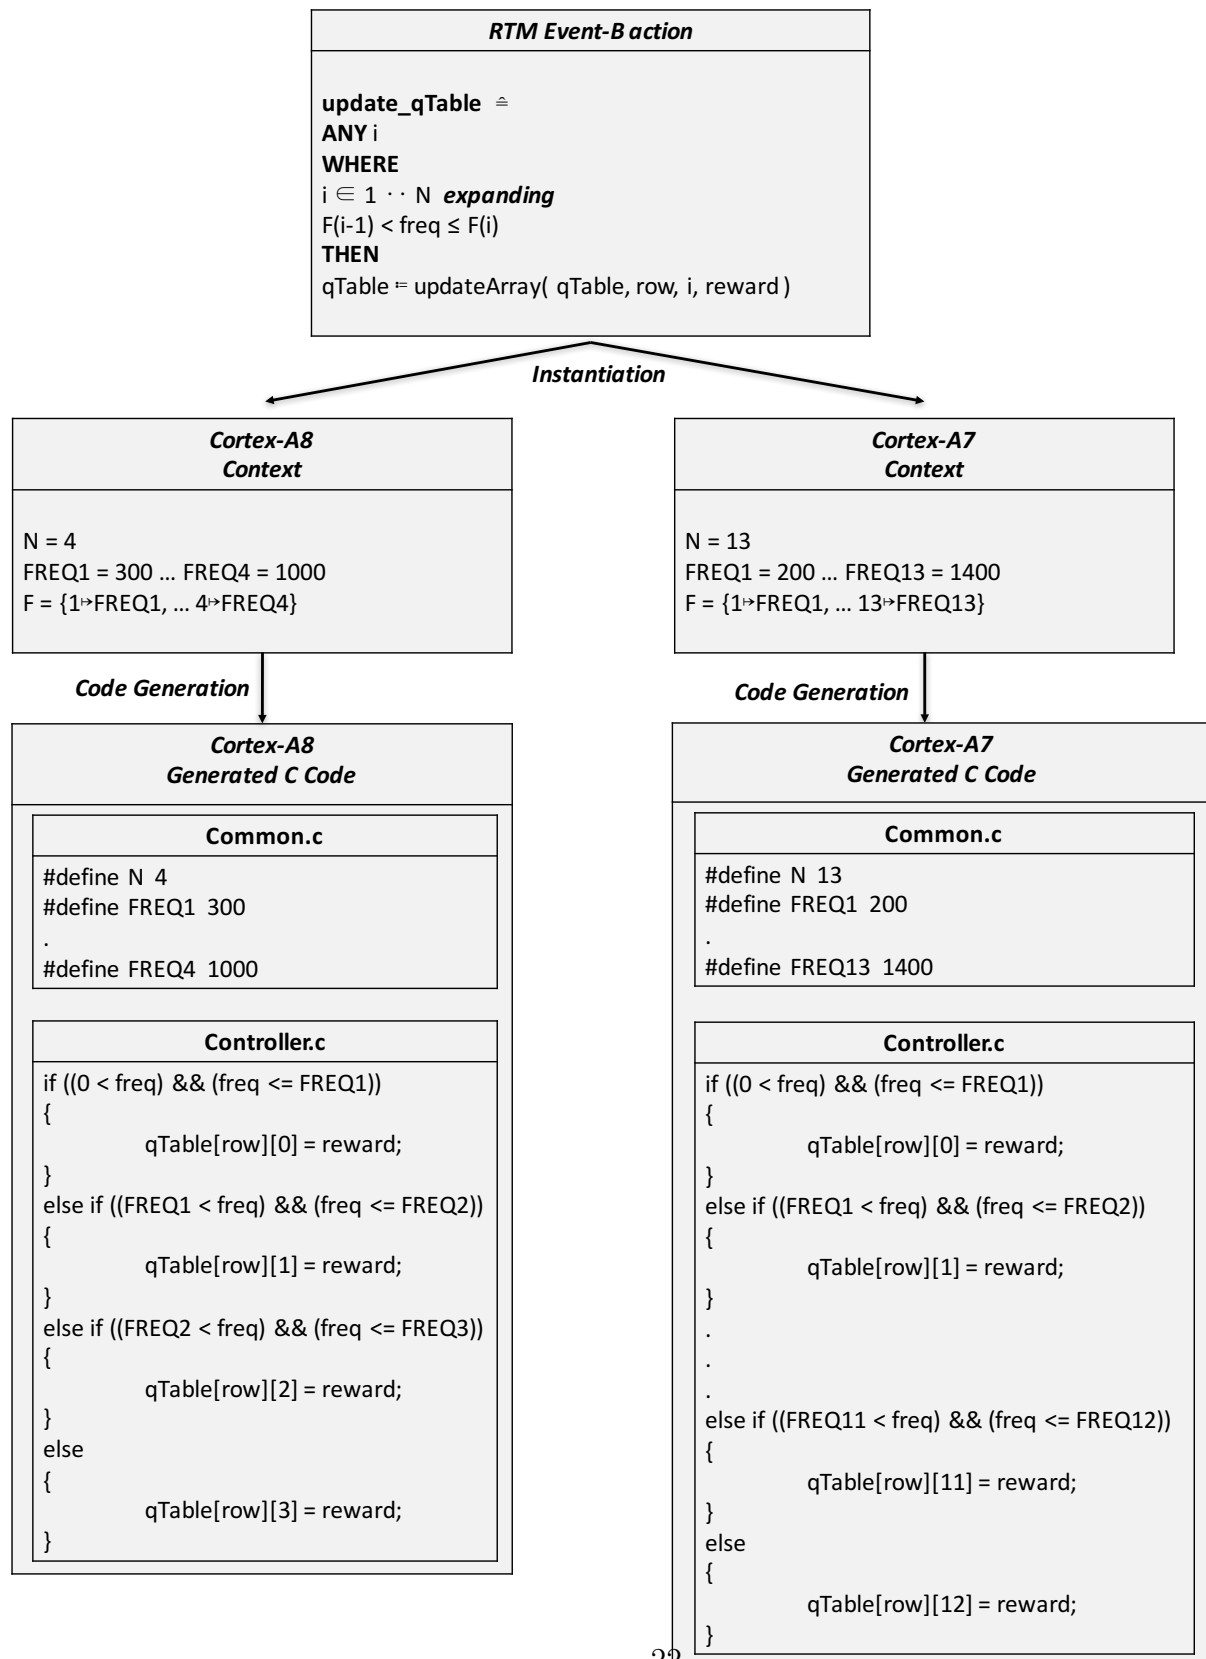 RTM Event-B action
update_qTable ≙
ANY i
WHERE
i ∈ 1 ·· N expanding
F(i-1) < freq ≤ F(i)
THEN
qTable ≔ updateArray( qTable, row, i, reward )
Instantiation
Cortex-A8
Context
N = 4
FREQ1 = 300 ... FREQ4 = 1000
F = {1↦FREQ1, ... 4↦FREQ4}
Cortex-A7
Context
N = 13
FREQ1 = 200 ... FREQ13 = 1400
F = {1↦FREQ1, ... 13↦FREQ13}
Code Generation
Code Generation
Cortex-A8
Generated C Code
Common.c
#define N 4
#define FREQ1 300
.
#define FREQ4 1000
Controller.c
if ((0 < freq) && (freq <= FREQ1))
{
qTable[row][0] = reward;
}
else if ((FREQ1 < freq) && (freq <= FREQ2))
{
qTable[row][1] = reward;
}
else if ((FREQ2 < freq) && (freq <= FREQ3))
{
qTable[row][2] = reward;
}
else
{
qTable[row][3] = reward;
}
Cortex-A7
Generated C Code
Common.c
#define N 13
#define FREQ1 200
.
#define FREQ13 1400
Controller.c
if ((0 < freq) && (freq <= FREQ1))
{
qTable[row][0] = reward;
}
else if ((FREQ1 < freq) && (freq <= FREQ2))
{
qTable[row][1] = reward;
}
.
.
.
else if ((FREQ11 < freq) && (freq <= FREQ12))
{
qTable[row][11] = reward;
}
else
{
qTable[row][12] = reward;
}